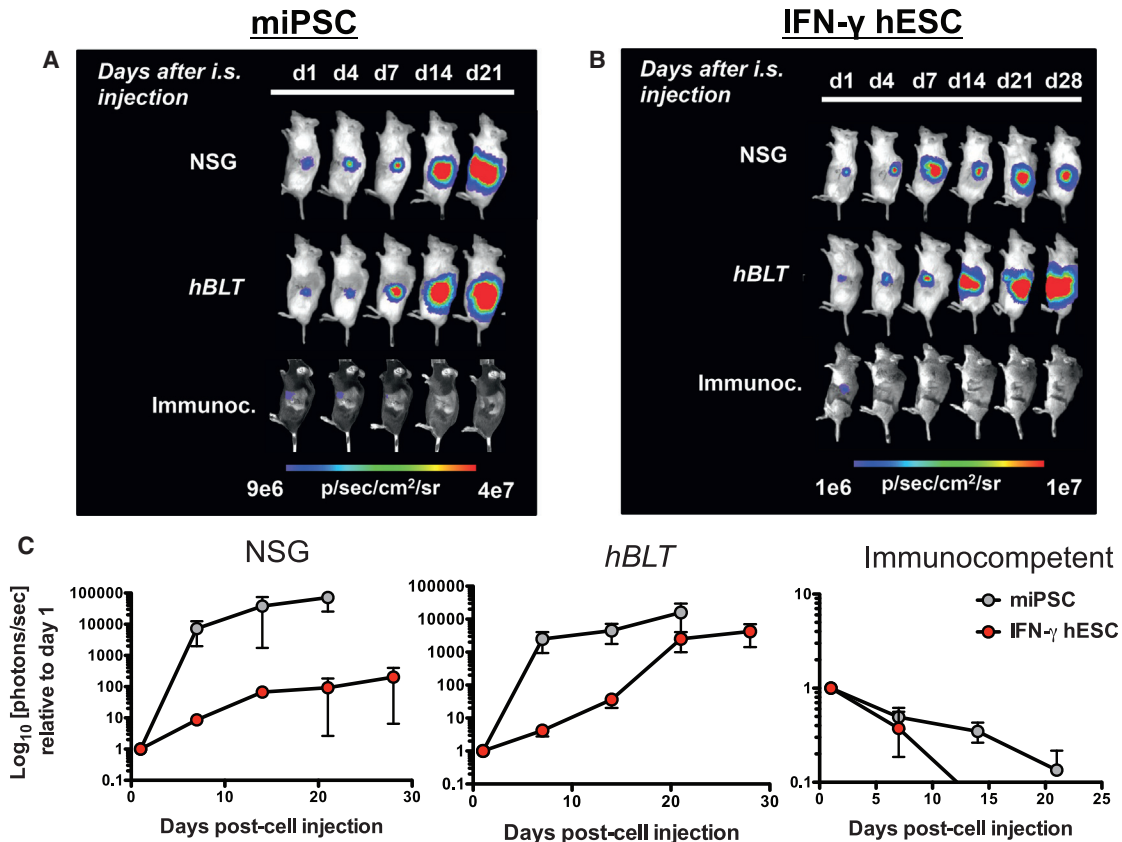 miPSC
IFN-γ hESC
A
Days after i.s.
injection
d1 d4 d7 d14 d21
NSG
hBLT
Immunoc.
9e6 p/sec/cm²/sr 4e7
B
Days after i.s.
injection
d1 d4 d7 d14 d21 d28
NSG
hBLT
Immunoc.
1e6 p/sec/cm²/sr 1e7
C
NSG
Log₁₀ [photons/sec]
relative to day 1
100000
10000
1000
100
10
1
0.1
0 10 20 30
Days post-cell injection
hBLT
100000
10000
1000
100
10
1
0.1
0 10 20 30
Days post-cell injection
Immunocompetent
miPSC
IFN-γ hESC
10
1
0.1
0 5 10 15 20 25
Days post-cell injection